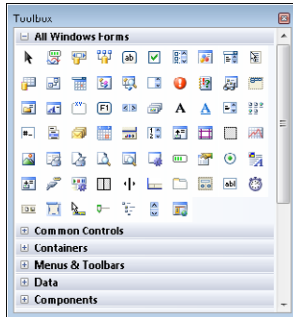 Toolbox
All Windows Forms
Common Controls
Containers
Menus & Toolbars
Data
Components